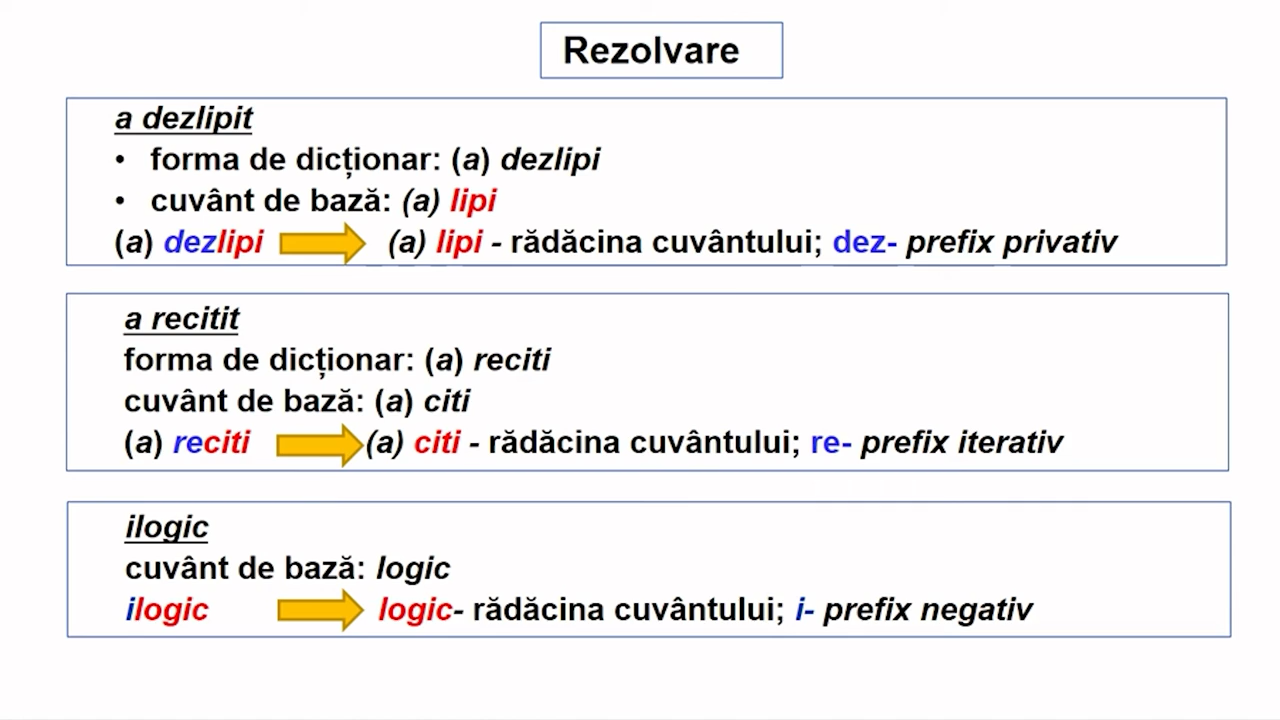 Rezolvare
a dezlipit
• forma de dicționar: (a) dezlipi
• cuvânt de bază: (a) lipi
(a) dezlipi (a) lipi - rădăcina cuvântului; dez- prefix privativ
a recitit
forma de dicționar: (a) reciti
cuvânt de bază: (a) citi
(a) reciti (a) citi - rădăcina cuvântului; re- prefix iterativ
ilogic
cuvânt de bază: logic
ilogic logic- rădăcina cuvântului; i- prefix negativ